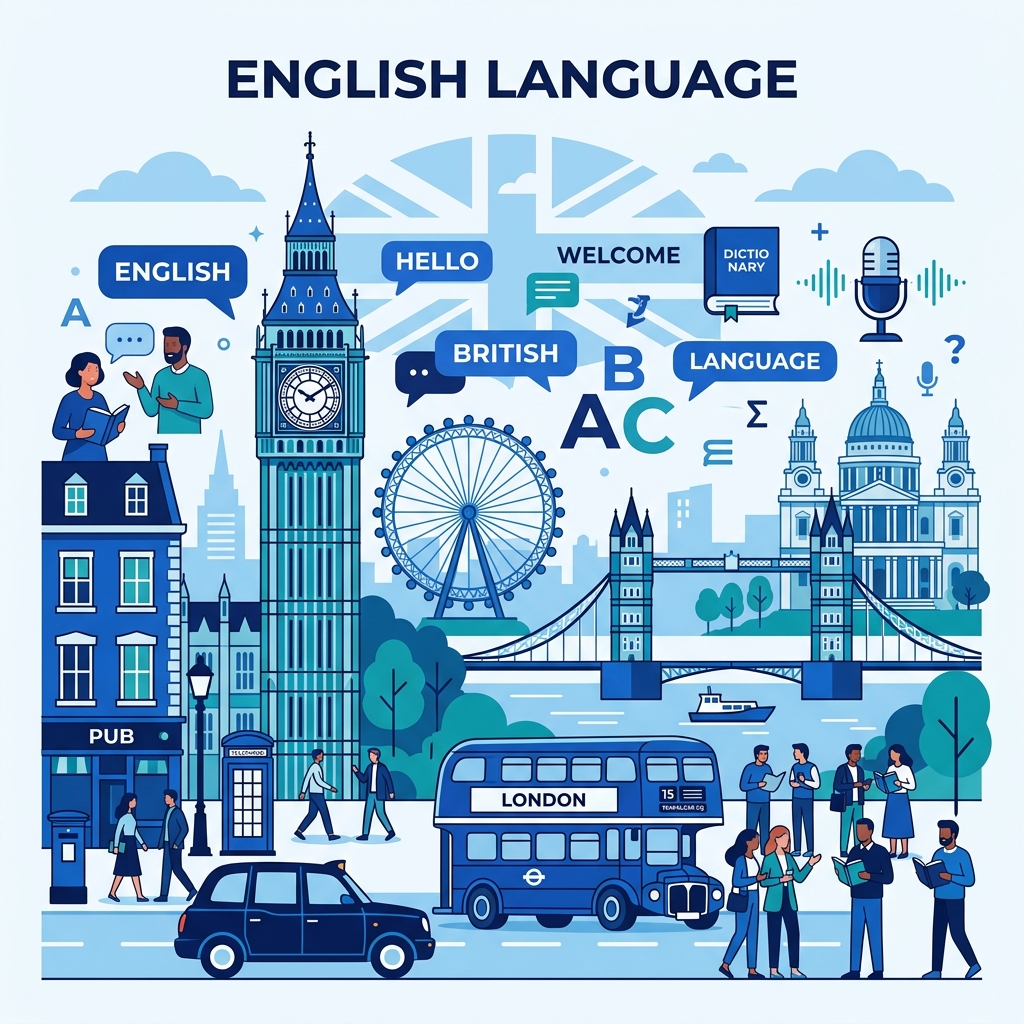 ENGLISH LANGUAGE
ENGLISH
HELLO
WELCOME
DICTIO
NARY
A
BRITISH
LANGUAGE
?
B
AC
Σ
PUB
LONDON
15